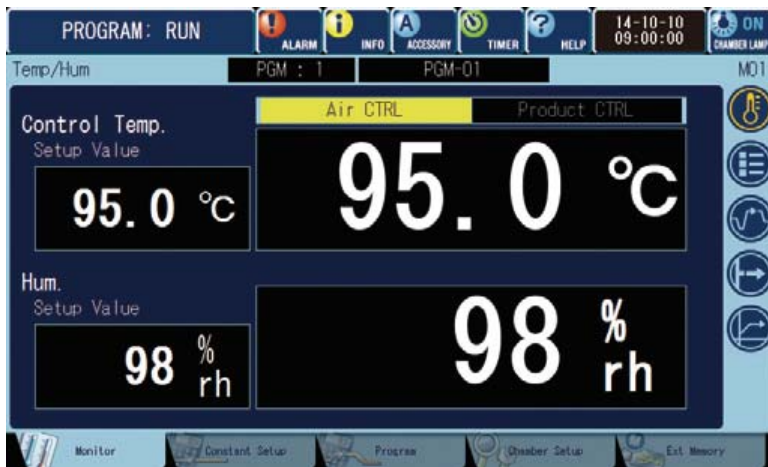 PROGRAM: RUN
ALARM
INFO
ACCESSORY
TIMER
HELP
14-10-10
09:00:00
ON
CHAMBER LAMP
Temp/Hum
PGM : 1
PGM-01
M01
Air CTRL
Product CTRL
Control Temp.
Setup Value
95.0 °C
95.0 °C
Hum.
Setup Value
98 % rh
98 % rh
Monitor
Constant Setup
Program
Chamber Setup
Ext Memory